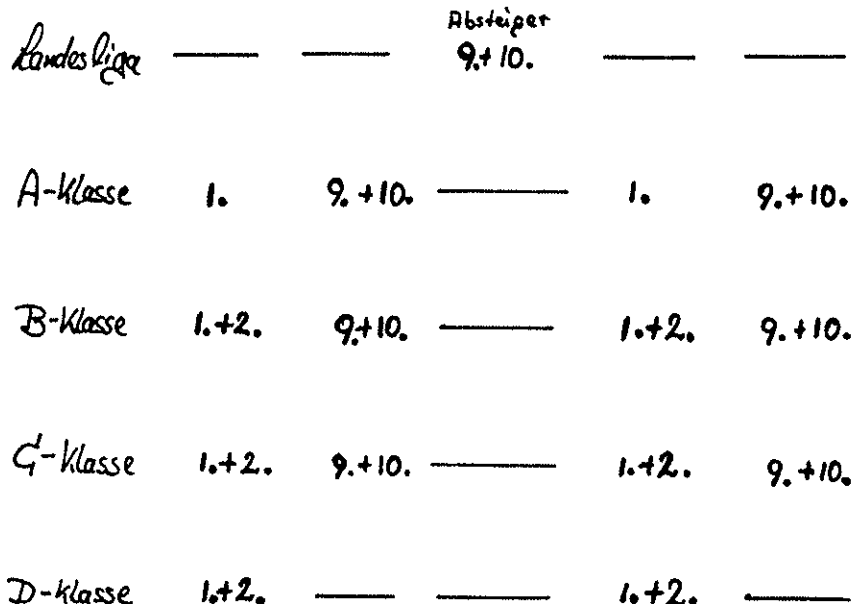 Absteiger
Landesliga — — 9.+10. — —
A-Klasse 1. 9.+10. — 1. 9.+10.
B-Klasse 1.+2. 9.+10. — 1.+2. 9.+10.
C-Klasse 1.+2. 9.+10. — 1.+2. 9.+10.
D-Klasse 1.+2. — — 1.+2. —